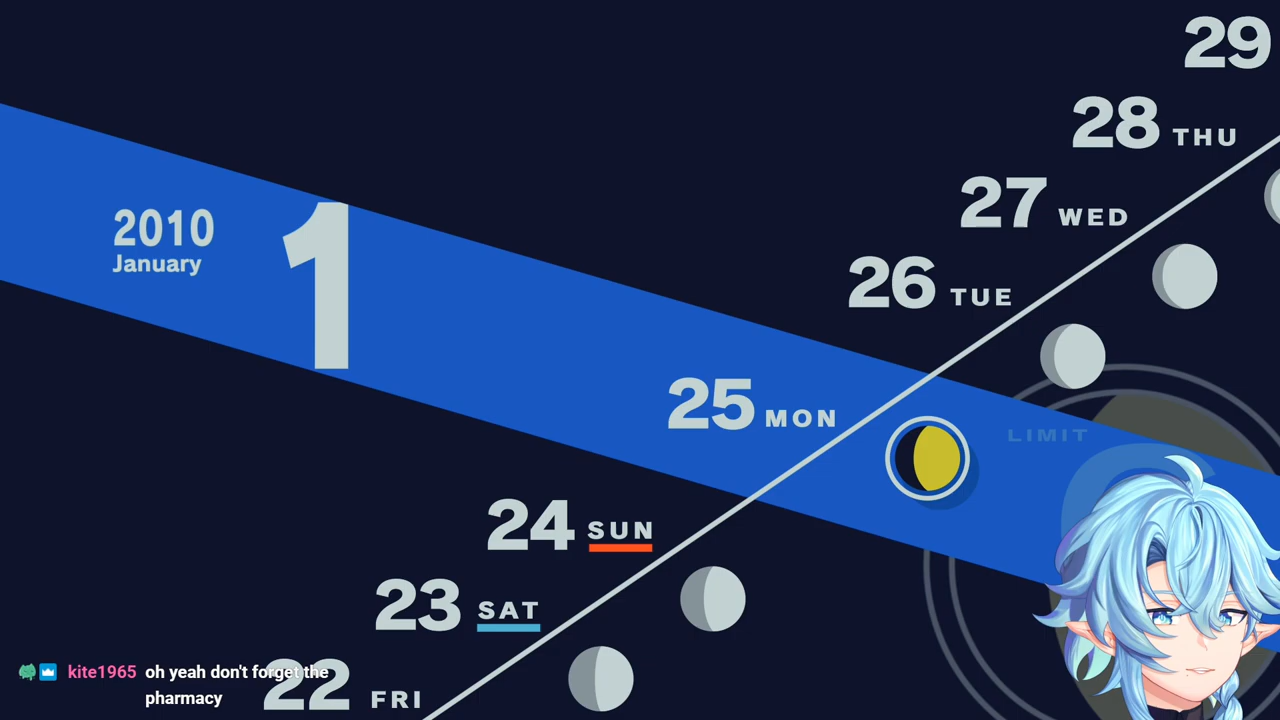 29
28 THU
27 WED
2010
January
1
26 TUE
25 MON
LIMIT
24 SUN
23 SAT
22 FRI
kite1965 oh yeah don't forget the
pharmacy